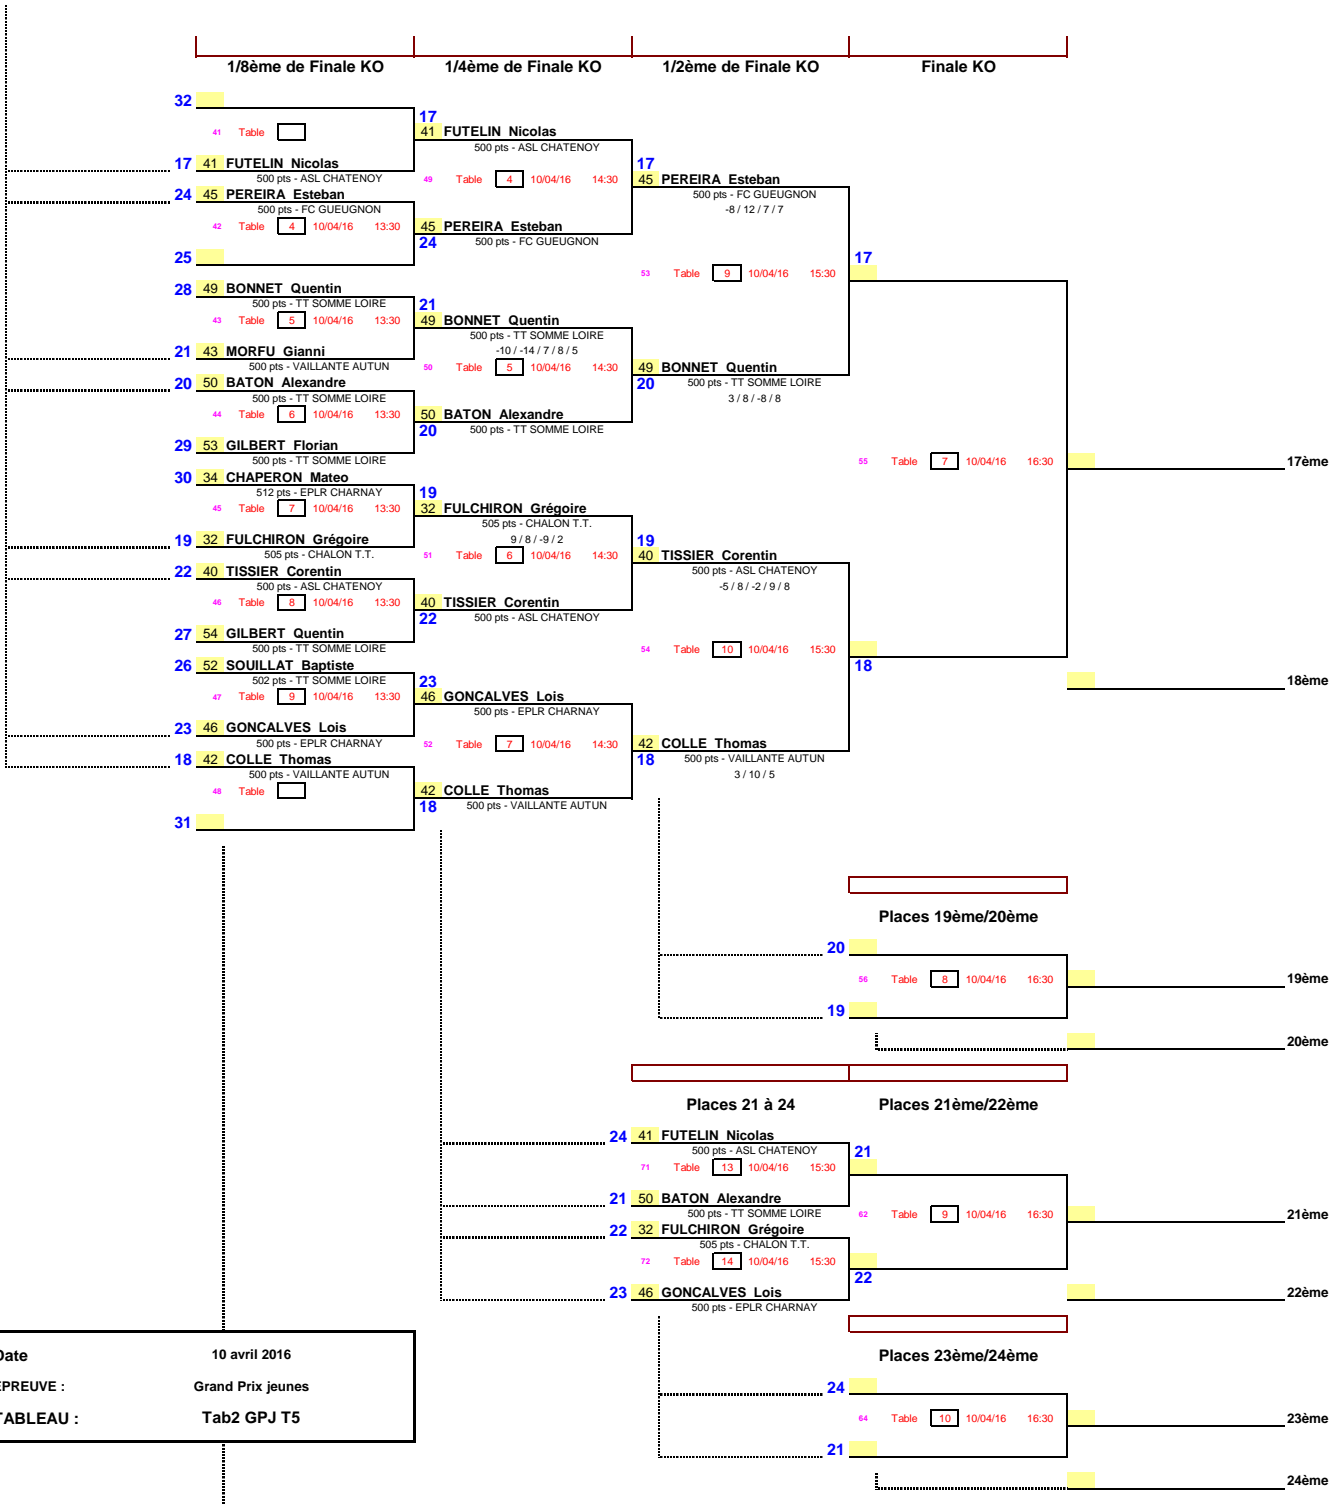 1/8ème de Finale KO 1/4ème de Finale KO 1/2ème de Finale KO Finale KO
32
17
41 Table 41 FUTELIN Nicolas
500 pts - ASL CHATENOY
17 41 FUTELIN Nicolas 17
500 pts - ASL CHATENOY 49 Table 4 10/04/16 14:30 45 PEREIRA Esteban
24 45 PEREIRA Esteban 500 pts - FC GUEUGNON
500 pts - FC GUEUGNON -8 / 12 / 7 / 7
42 Table 4 10/04/16 13:30 45 PEREIRA Esteban
24 500 pts - FC GUEUGNON
25 17
53 Table 9 10/04/16 15:30
28 49 BONNET Quentin
500 pts - TT SOMME LOIRE 21
43 Table 5 10/04/16 13:30 49 BONNET Quentin
500 pts - TT SOMME LOIRE
21 43 MORFU Gianni -10 / -14 / 7 / 8 / 5
500 pts - VAILLANTE AUTUN 50 Table 5 10/04/16 14:30 49 BONNET Quentin
20 50 BATON Alexandre 20 500 pts - TT SOMME LOIRE
500 pts - TT SOMME LOIRE 3 / 8 / -8 / 8
44 Table 6 10/04/16 13:30 50 BATON Alexandre
20 500 pts - TT SOMME LOIRE
29 53 GILBERT Florian
500 pts - TT SOMME LOIRE 55 Table 7 10/04/16 16:30 17ème
30 34 CHAPERON Mateo
512 pts - EPLR CHARNAY 19
45 Table 7 10/04/16 13:30 32 FULCHIRON Grégoire
505 pts - CHALON T.T.
19 32 FULCHIRON Grégoire 9 / 8 / -9 / 2 19
505 pts - CHALON T.T. 51 Table 6 10/04/16 14:30 40 TISSIER Corentin
22 40 TISSIER Corentin 500 pts - ASL CHATENOY
500 pts - ASL CHATENOY -5 / 8 / -2 / 9 / 8
46 Table 8 10/04/16 13:30 40 TISSIER Corentin
22 500 pts - ASL CHATENOY
27 54 GILBERT Quentin
500 pts - TT SOMME LOIRE 54 Table 10 10/04/16 15:30
26 52 SOUILLAT Baptiste 18
502 pts - TT SOMME LOIRE 23 18ème
47 Table 9 10/04/16 13:30 46 GONCALVES Lois
500 pts - EPLR CHARNAY
23 46 GONCALVES Lois
500 pts - EPLR CHARNAY 52 Table 7 10/04/16 14:30 42 COLLE Thomas
18 42 COLLE Thomas 18 500 pts - VAILLANTE AUTUN
500 pts - VAILLANTE AUTUN 3 / 10 / 5
48 Table 42 COLLE Thomas
18 500 pts - VAILLANTE AUTUN
31
Places 19ème/20ème
20
56 Table 8 10/04/16 16:30 19ème
19
20ème
Places 21 à 24 Places 21ème/22ème
24 41 FUTELIN Nicolas
500 pts - ASL CHATENOY 21
71 Table 13 10/04/16 15:30
21 50 BATON Alexandre
500 pts - TT SOMME LOIRE 62 Table 9 10/04/16 16:30 21ème
22 32 FULCHIRON Grégoire
505 pts - CHALON T.T.
72 Table 14 10/04/16 15:30
22
23 46 GONCALVES Lois 22ème
500 pts - EPLR CHARNAY
Date 10 avril 2016 Places 23ème/24ème
EPREUVE : Grand Prix jeunes 24
TABLEAU : Tab2 GPJ T5 64 Table 10 10/04/16 16:30 23ème
21
24ème